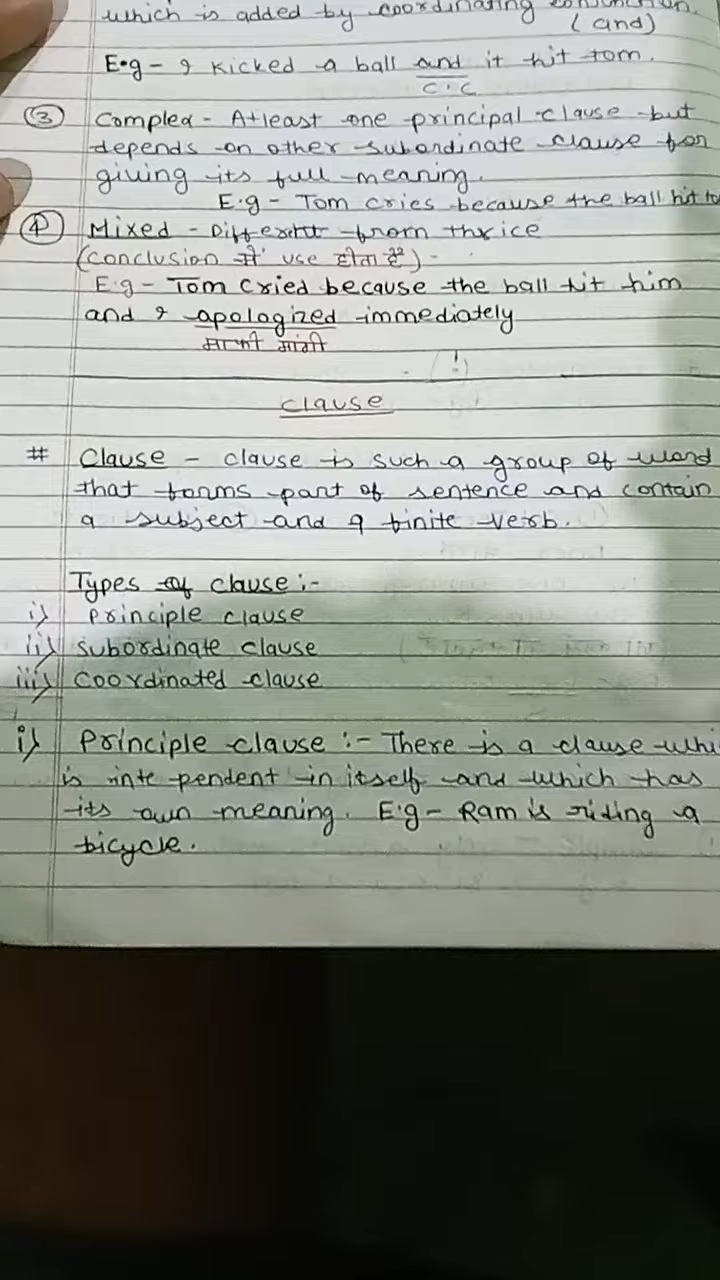 which is added by coordinating conjunction.
(and)
E.g - I kicked a ball and it hit tom.
C.C
③ Complex - Atleast one principal clause but
depends on other subordinate clause for
giving its full meaning.
E.g - Tom cries because the ball hit to
④ Mixed - Different from thrice
(conclusion में use होता है) -
E.g - Tom cried because the ball hit him
and I apologized immediately
माफी मांगी
(!)
Clause
# Clause - clause is such a group of word
that forms part of sentence and contain
a subject and a finite verb.
Types of clause :-
i) Principle clause
ii) Subordinate clause
iii) Coordinated clause
i) Principle clause :- There is a clause whi
is inte pendent in itself and which has
its own meaning. E.g - Ram is riding a
bicycle.